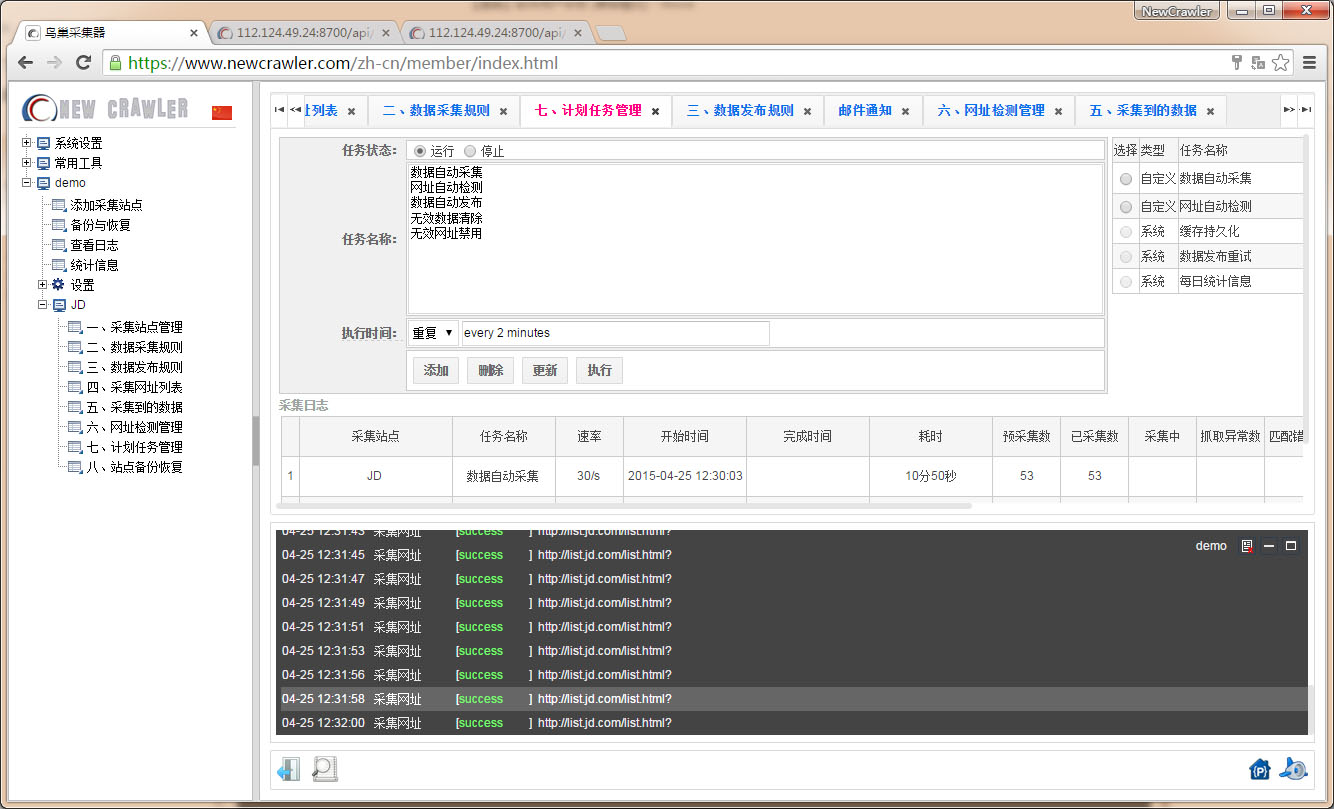 NewCrawler
鸟巢采集器
112.124.49.24:8700/api/
112.124.49.24:8700/api/
https://www.newcrawler.com/zh-cn/member/index.html
NEW CRAWLER
系统设置
常用工具
demo
添加采集站点
备份与恢复
查看日志
统计信息
设置
JD
一、采集站点管理
二、数据采集规则
三、数据发布规则
四、采集网址列表
五、采集到的数据
六、网址检测管理
七、计划任务管理
八、站点备份恢复
列表 二、数据采集规则 七、计划任务管理 三、数据发布规则 邮件通知 六、网址检测管理 五、采集到的数据
任务状态： 运行 停止
任务名称：
数据自动采集
网址自动检测
数据自动发布
无效数据清除
无效网址禁用
执行时间： 重复 every 2 minutes
添加 删除 更新 执行
选择 类型 任务名称
自定义 数据自动采集
自定义 网址自动检测
系统 缓存持久化
系统 数据发布重试
系统 每日统计信息
采集日志
采集站点 任务名称 速率 开始时间 完成时间 耗时 预采集数 已采集数 采集中 抓取异常数 匹配错
1 JD 数据自动采集 30/s 2015-04-25 12:30:03 10分50秒 53 53
demo
04-25 12:31:43 采集网址 [success ] http://list.jd.com/list.html?
04-25 12:31:45 采集网址 [success ] http://list.jd.com/list.html?
04-25 12:31:47 采集网址 [success ] http://list.jd.com/list.html?
04-25 12:31:49 采集网址 [success ] http://list.jd.com/list.html?
04-25 12:31:51 采集网址 [success ] http://list.jd.com/list.html?
04-25 12:31:53 采集网址 [success ] http://list.jd.com/list.html?
04-25 12:31:56 采集网址 [success ] http://list.jd.com/list.html?
04-25 12:31:58 采集网址 [success ] http://list.jd.com/list.html?
04-25 12:32:00 采集网址 [success ] http://list.jd.com/list.html?